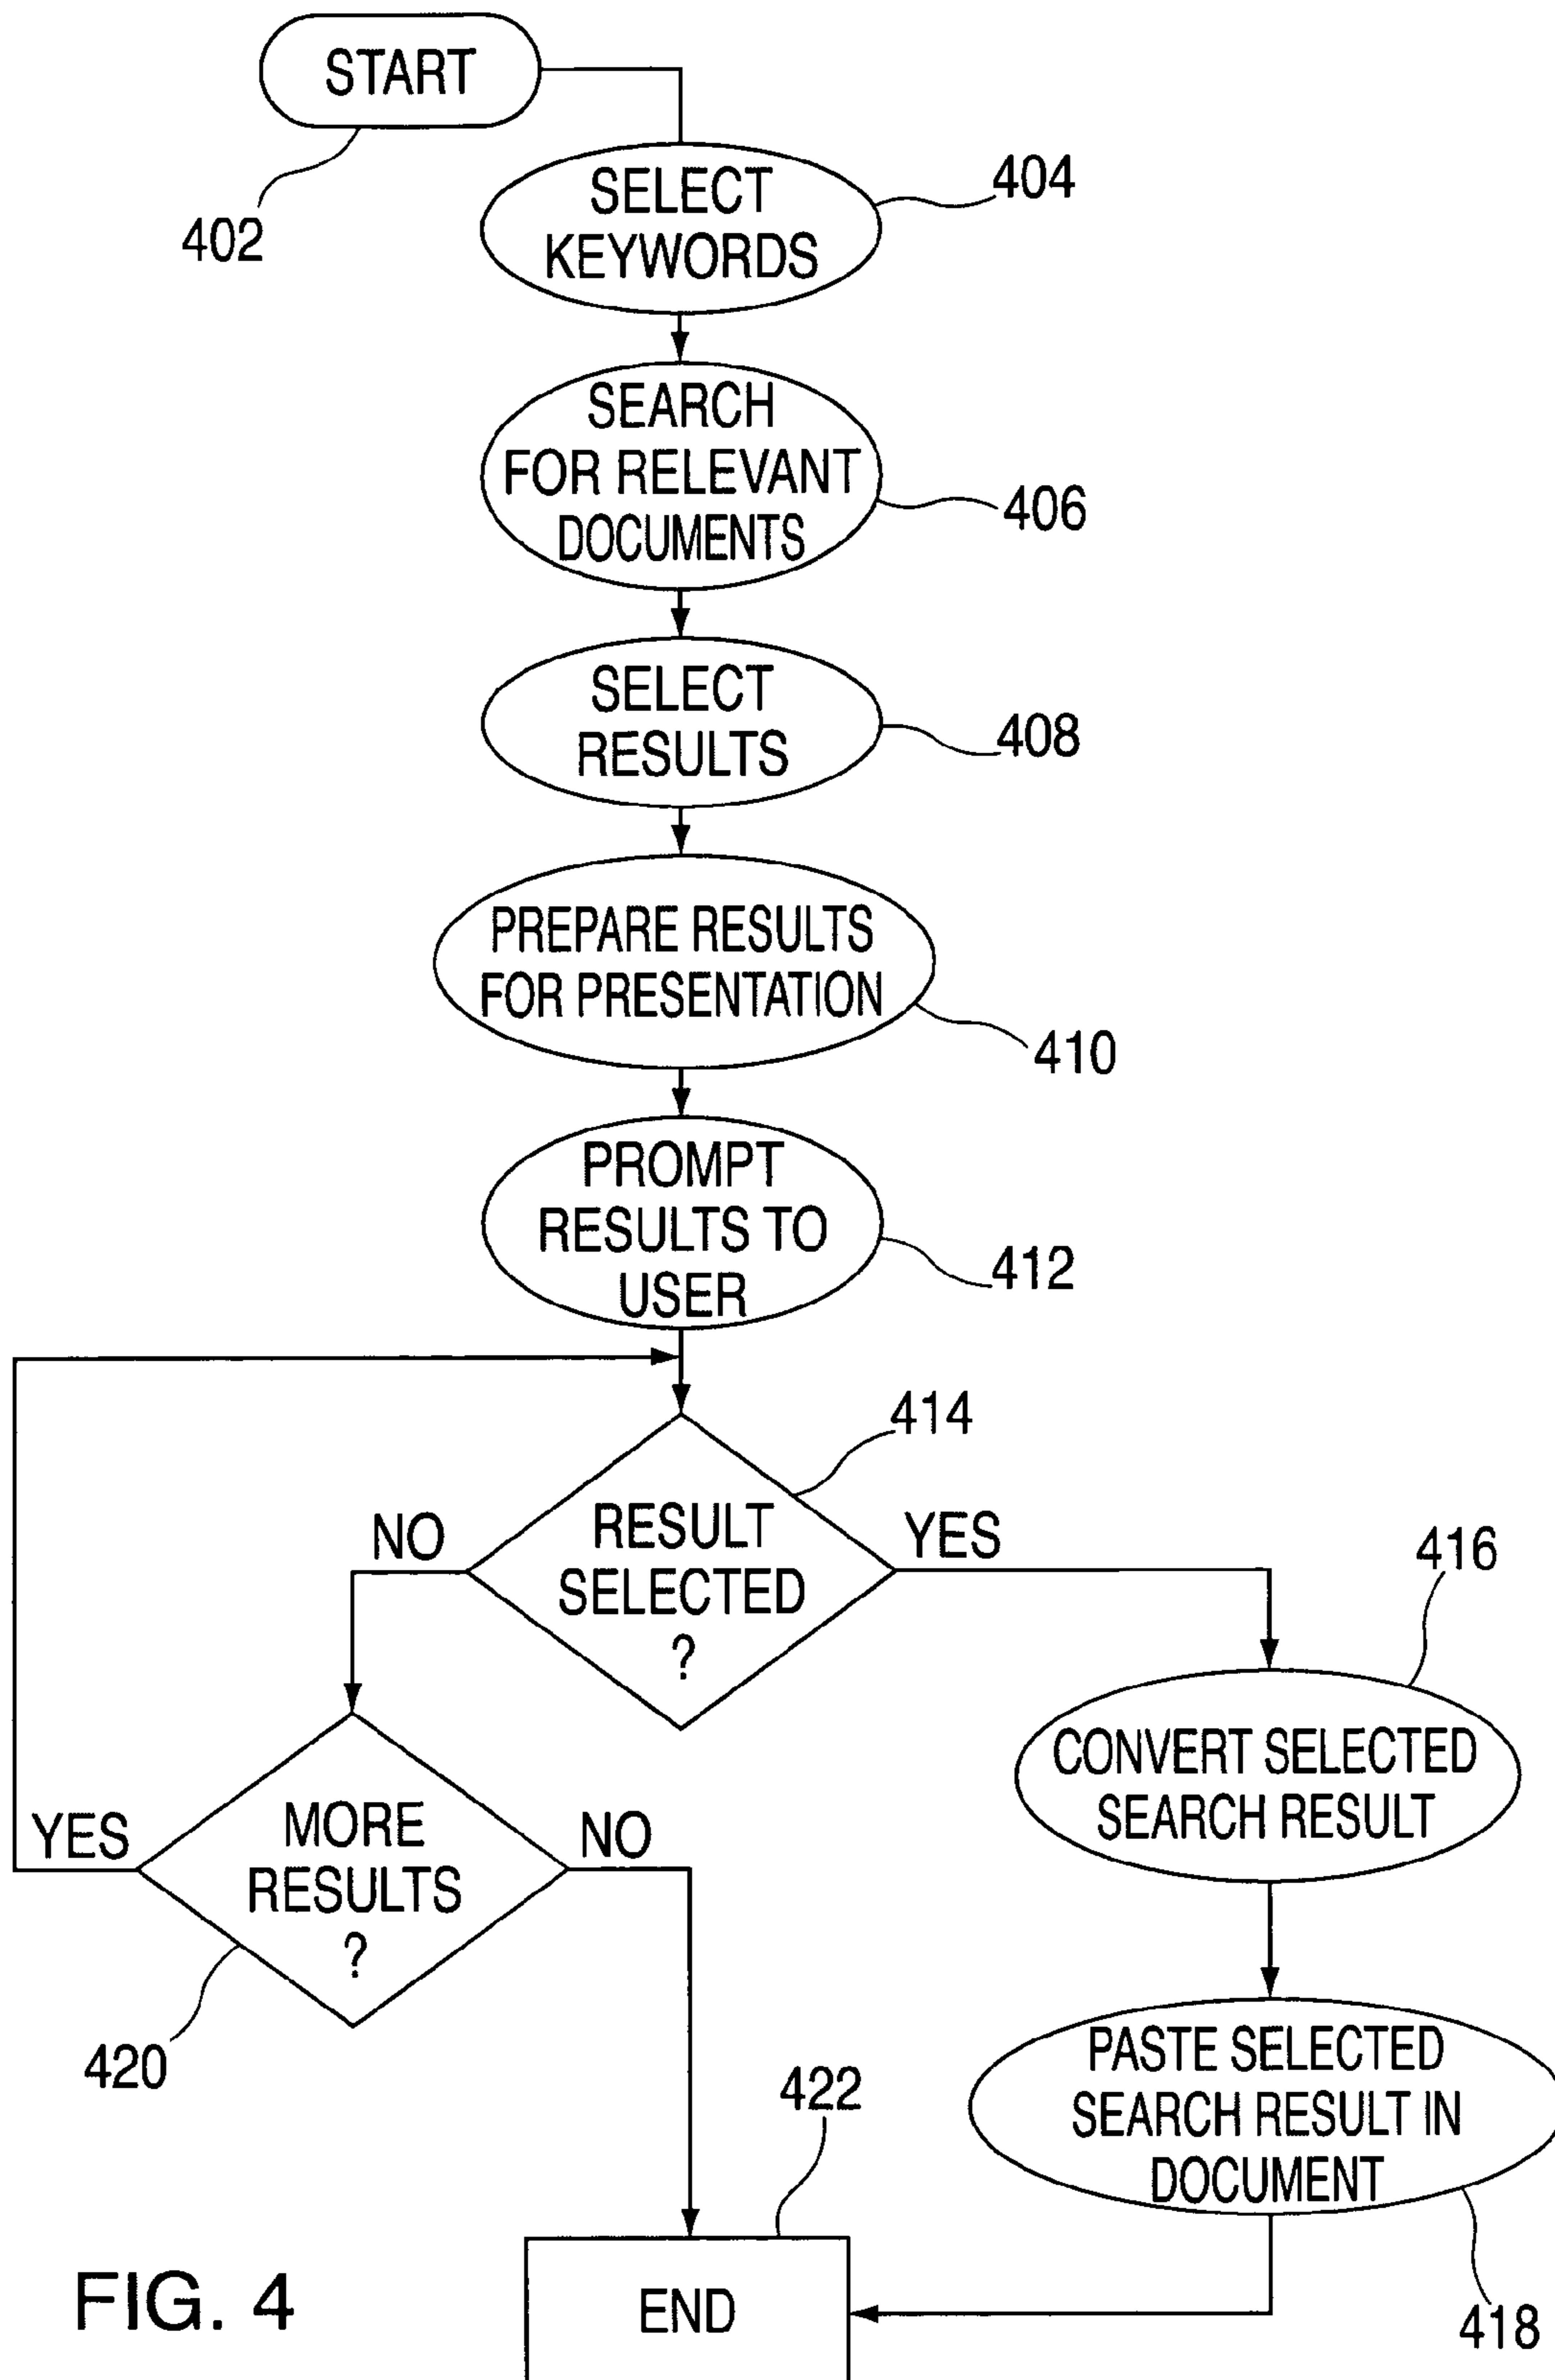 START
402
SELECT
KEYWORDS
404
SEARCH
FOR RELEVANT
DOCUMENTS
406
SELECT
RESULTS
408
PREPARE RESULTS
FOR PRESENTATION
410
PROMPT
RESULTS TO
USER
412
414
RESULT
SELECTED
?
NO
YES
416
CONVERT SELECTED
SEARCH RESULT
MORE
RESULTS
?
YES
NO
420
PASTE SELECTED
SEARCH RESULT IN
DOCUMENT
418
422
END
FIG. 4